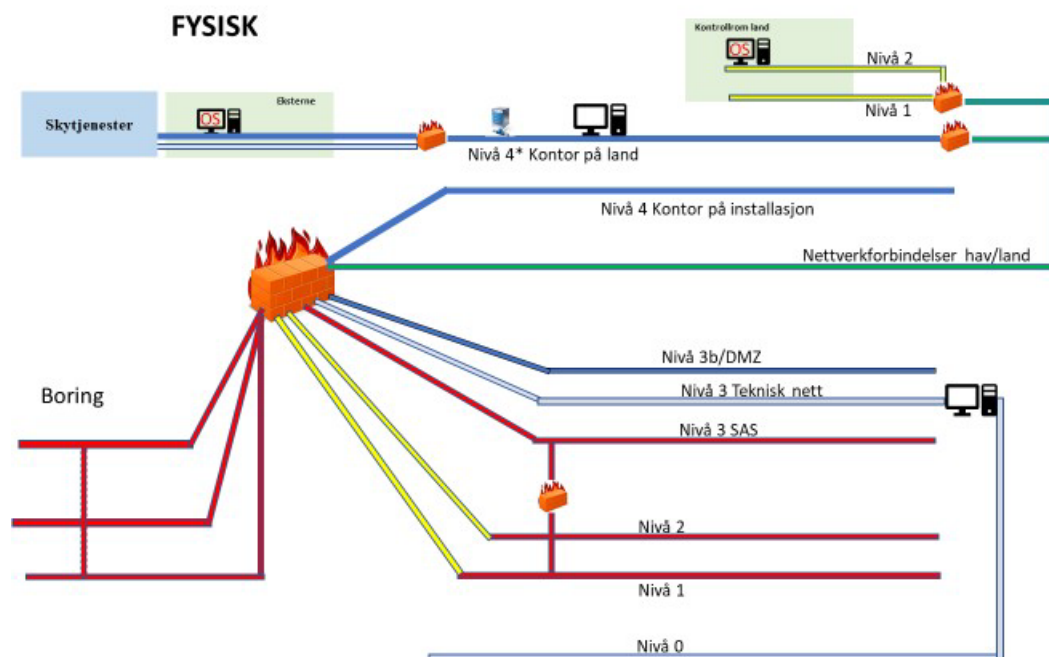 FYSISK
Kontrollrom land
OS
Nivå 2
Nivå 1
Eksterne
Skytjenester
OS
Nivå 4* Kontor på land
Nivå 4 Kontor på installasjon
Nettverkforbindelser hav/land
Nivå 3b/DMZ
Nivå 3 Teknisk nett
Boring
Nivå 3 SAS
Nivå 2
Nivå 1
Nivå 0